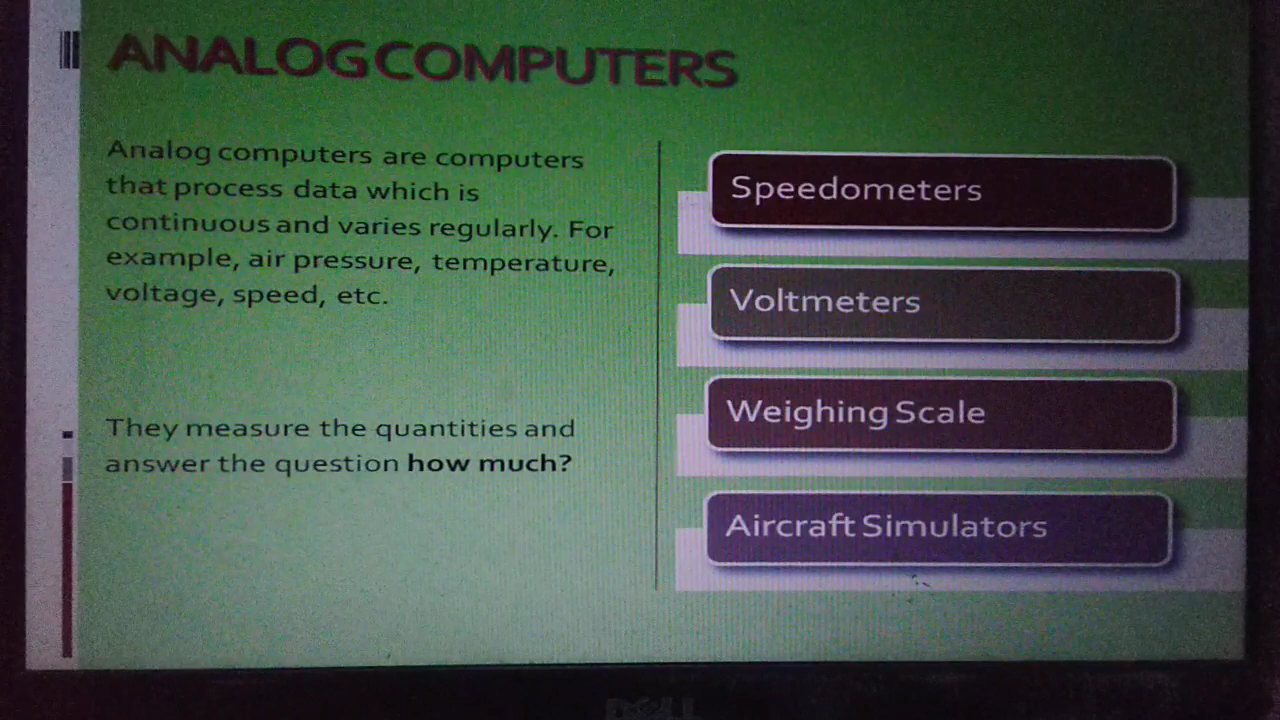 ANALOG COMPUTERS
Analog computers are computers
that process data which is
continuous and varies regularly. For
example, air pressure, temperature,
voltage, speed, etc.
They measure the quantities and
answer the question how much?
Speedometers
Voltmeters
Weighing Scale
Aircraft Simulators
DELL